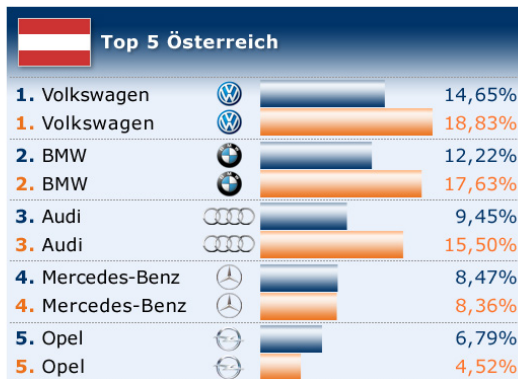 Top 5 Österreich
1. Volkswagen 14,65%
1. Volkswagen 18,83%
2. BMW 12,22%
2. BMW 17,63%
3. Audi 9,45%
3. Audi 15,50%
4. Mercedes-Benz 8,47%
4. Mercedes-Benz 8,36%
5. Opel 6,79%
5. Opel 4,52%